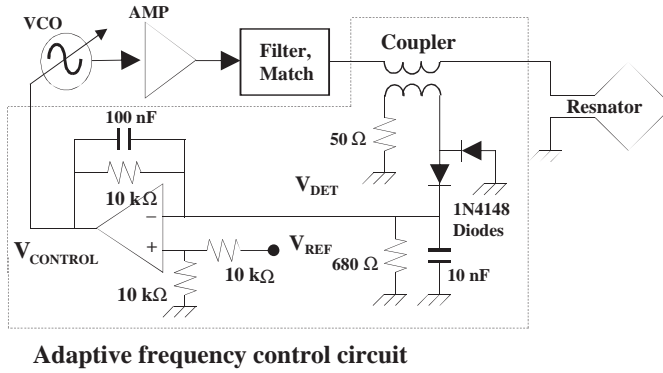 VCO
AMP
Filter,
Match
Coupler
Resnator
100 nF
10 kΩ
50 Ω
V_DET
1N4148
Diodes
−
+
V_CONTROL
V_REF
10 kΩ
10 kΩ
680 Ω
10 nF
Adaptive frequency control circuit